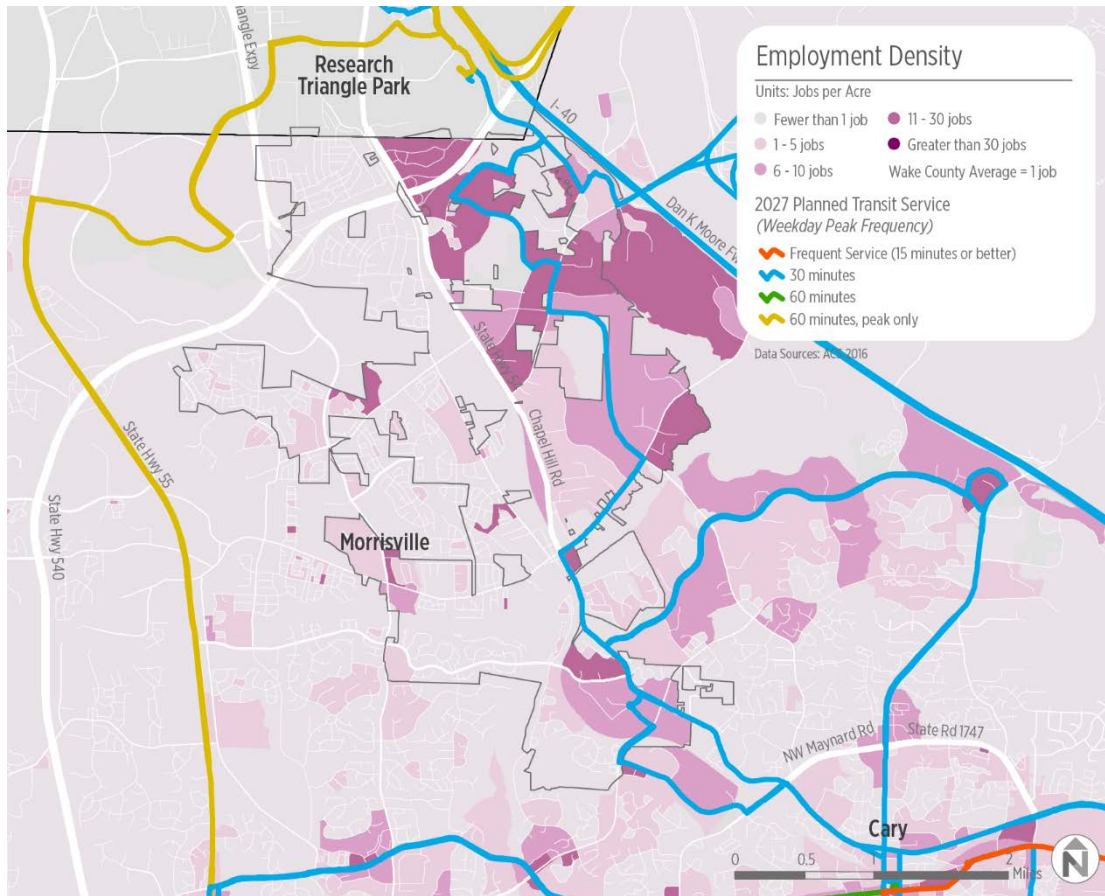 Research
Triangle Park
Triangle Expy
I-40
Employment Density
Units: Jobs per Acre
Fewer than 1 job
1 - 5 jobs
6 - 10 jobs
11 - 30 jobs
Greater than 30 jobs
Wake County Average = 1 job
2027 Planned Transit Service
(Weekday Peak Frequency)
Frequent Service (15 minutes or better)
30 minutes
60 minutes
60 minutes, peak only
Data Sources: ACS 2016
Dan K Moore
State Hwy
Chapel Hill Rd
State Hwy 55
State Hwy 540
Morrisville
NW Maynard Rd
State Rd 1747
Cary
0 0.5 1 2
Miles
N